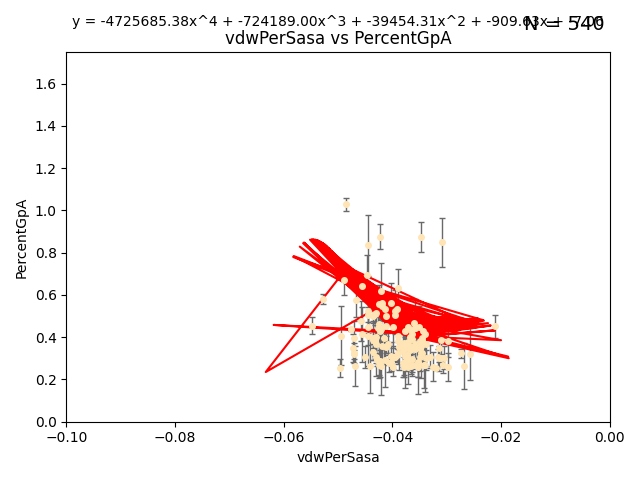 y = -4725685.38x^4 + -724189.00x^3 + -39454.31x^2 + -909.63x + -7.06
N = 540
vdwPerSasa vs PercentGpA
1.6
1.4
1.2
1.0
0.8
0.6
0.4
0.2
0.0
PercentGpA
−0.10 −0.08 −0.06 −0.04 −0.02 0.00
vdwPerSasa